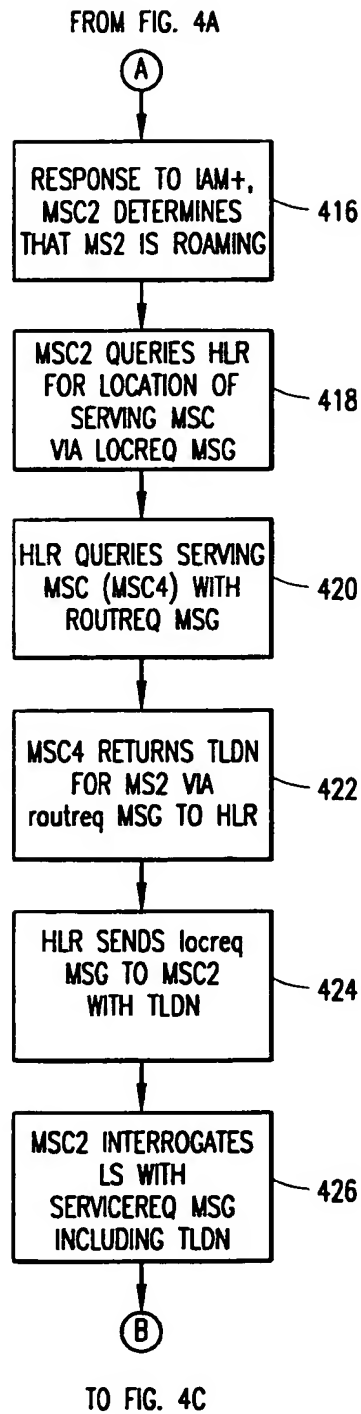 FROM FIG. 4A
A
RESPONSE TO IAM+,
MSC2 DETERMINES
THAT MS2 IS ROAMING
416
MSC2 QUERIES HLR
FOR LOCATION OF
SERVING MSC
VIA LOCREQ MSG
418
HLR QUERIES SERVING
MSC (MSC4) WITH
ROUTREQ MSG
420
MSC4 RETURNS TLDN
FOR MS2 VIA
routreq MSG TO HLR
422
HLR SENDS locreq
MSG TO MSC2
WITH TLDN
424
MSC2 INTERROGATES
LS WITH
SERVICEREQ MSG
INCLUDING TLDN
426
B
TO FIG. 4C